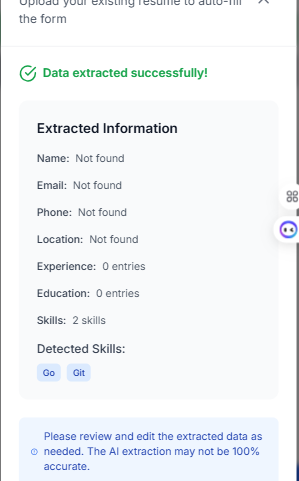 Upload your existing resume to auto-fill
the form
Data extracted successfully!
Extracted Information
Name: Not found
Email: Not found
Phone: Not found
Location: Not found
Experience: 0 entries
Education: 0 entries
Skills: 2 skills
Detected Skills:
Go Git
Please review and edit the extracted data as
needed. The AI extraction may not be 100%
accurate.